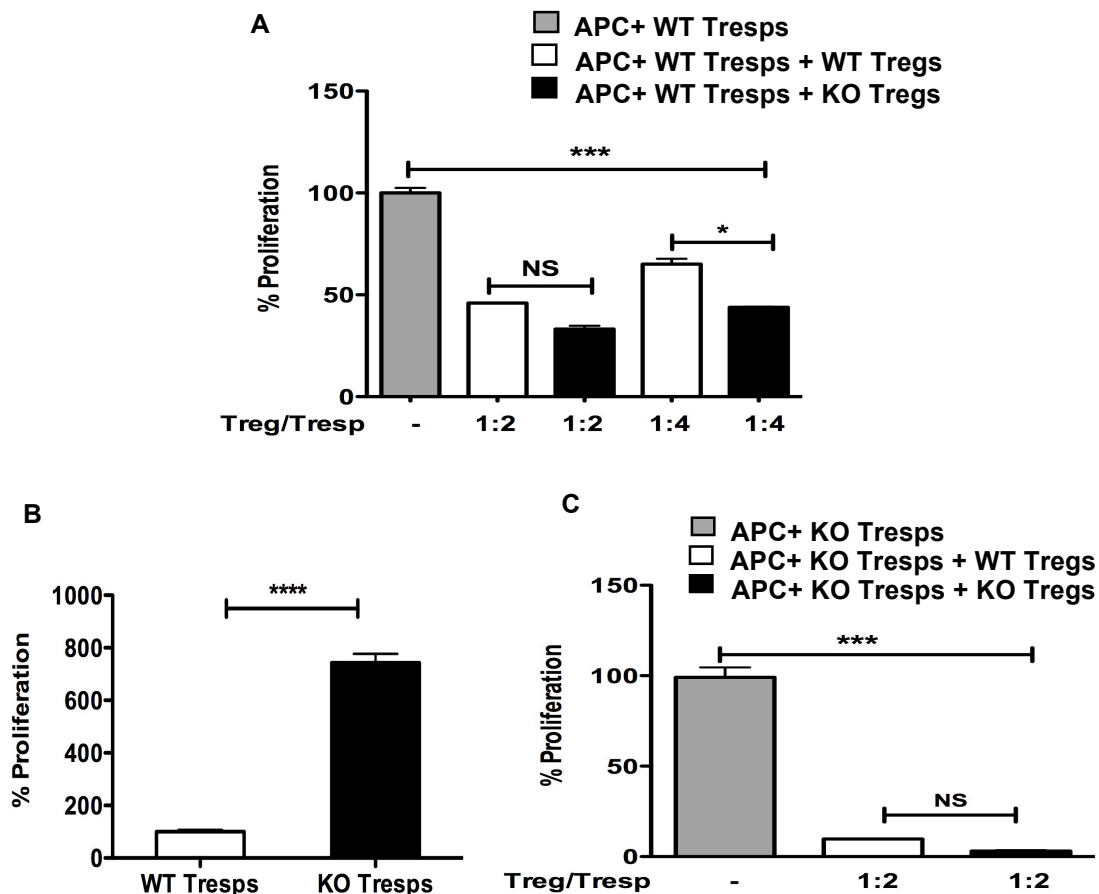 A
APC+ WT Tresps
APC+ WT Tresps + WT Tregs
APC+ WT Tresps + KO Tregs
150
100
50
0
% Proliferation
***
NS
*
Treg/Tresp - 1:2 1:2 1:4 1:4
B
1000
800
600
400
200
0
% Proliferation
****
WT Tresps KO Tresps
C
APC+ KO Tresps
APC+ KO Tresps + WT Tregs
APC+ KO Tresps + KO Tregs
150
100
50
0
% Proliferation
***
NS
Treg/Tresp - 1:2 1:2